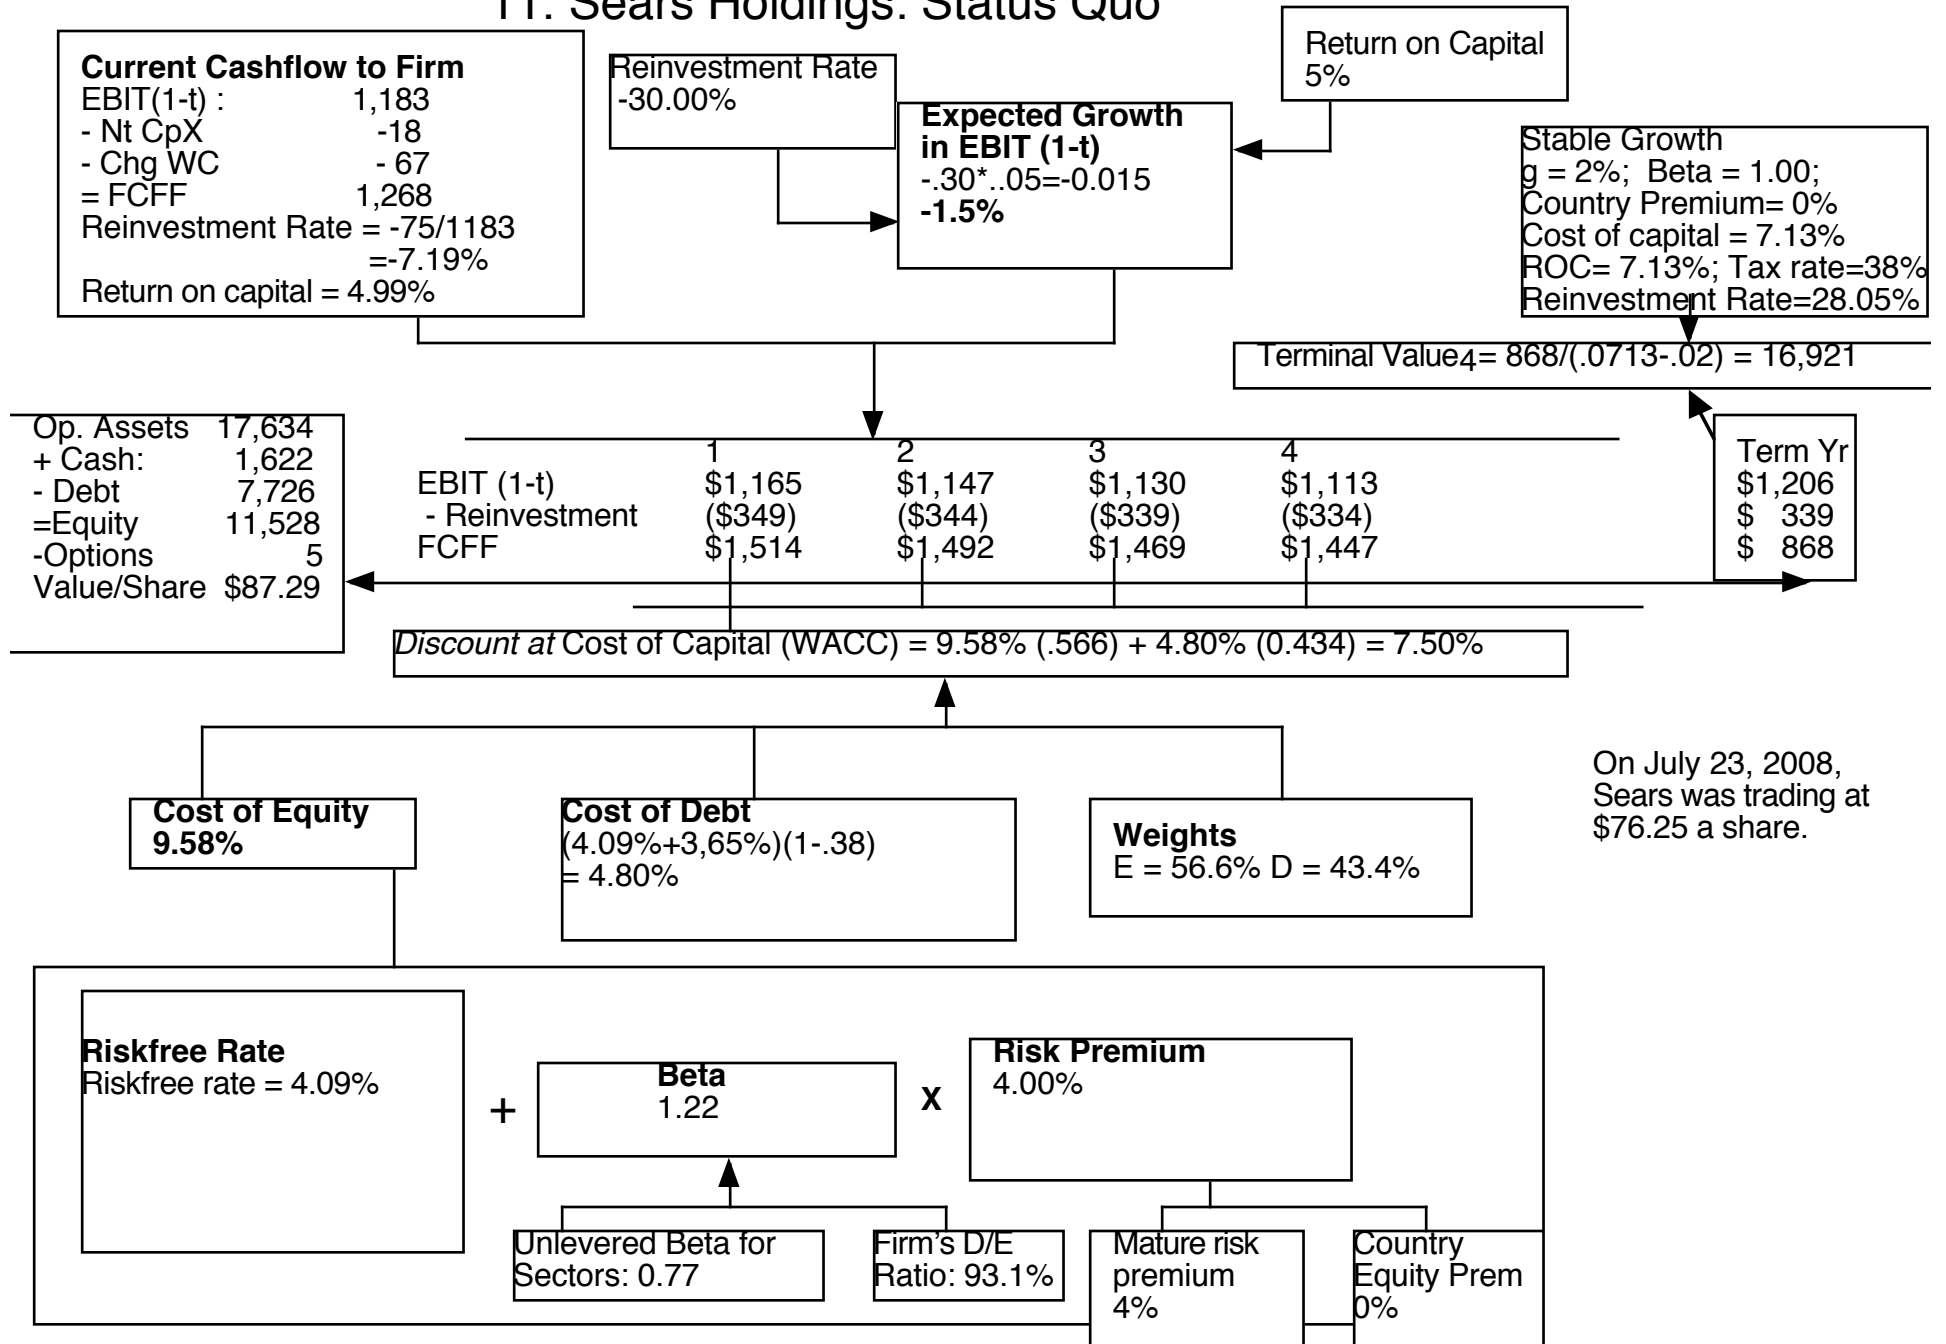 11. Sears Holdings: Status Quo
Current Cashflow to Firm
EBIT(1-t) : 1,183
- Nt CpX -18
- Chg WC - 67
= FCFF 1,268
Reinvestment Rate = -75/1183
=-7.19%
Return on capital = 4.99%
Reinvestment Rate
-30.00%
Expected Growth
in EBIT (1-t)
-.30*..05=-0.015
-1.5%
Return on Capital
5%
Stable Growth
g = 2%; Beta = 1.00;
Country Premium= 0%
Cost of capital = 7.13%
ROC= 7.13%; Tax rate=38%
Reinvestment Rate=28.05%
Terminal Value4= 868/(.0713-.02) = 16,921
Op. Assets 17,634
+ Cash: 1,622
- Debt 7,726
=Equity 11,528
-Options 5
Value/Share $87.29
1 2 3 4
EBIT (1-t) $1,165 $1,147 $1,130 $1,113
- Reinvestment ($349) ($344) ($339) ($334)
FCFF $1,514 $1,492 $1,469 $1,447
Term Yr
$1,206
$ 339
$ 868
Discount at Cost of Capital (WACC) = 9.58% (.566) + 4.80% (0.434) = 7.50%
On July 23, 2008,
Sears was trading at
$76.25 a share.
Cost of Equity
9.58%
Cost of Debt
(4.09%+3,65%)(1-.38)
= 4.80%
Weights
E = 56.6% D = 43.4%
Riskfree Rate
Riskfree rate = 4.09%
+
Beta
1.22
X
Risk Premium
4.00%
Unlevered Beta for
Sectors: 0.77
Firm's D/E
Ratio: 93.1%
Mature risk
premium
4%
Country
Equity Prem
0%